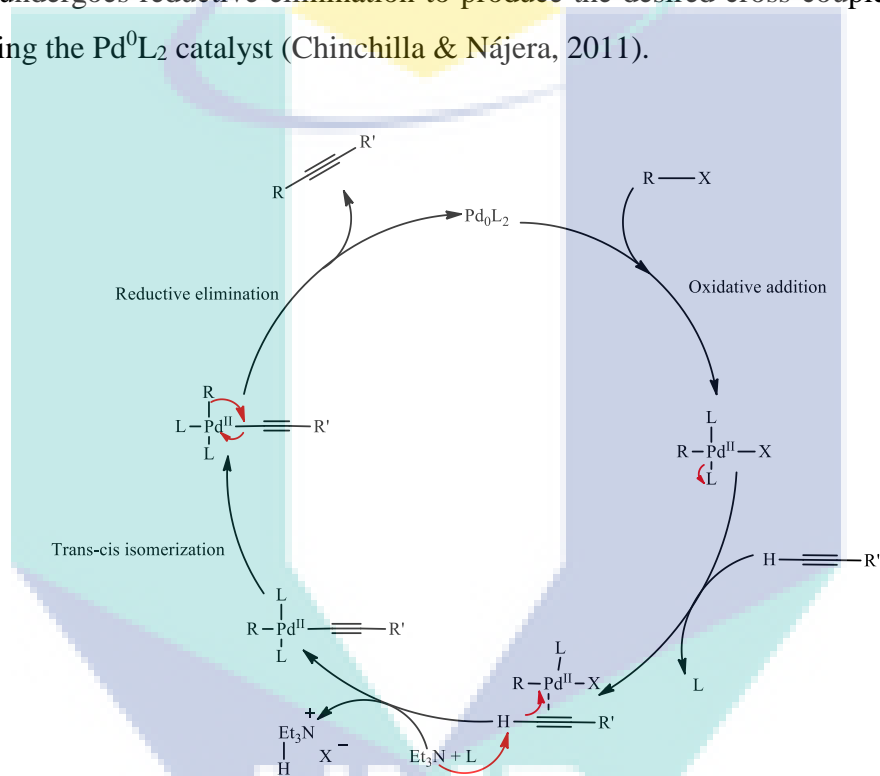 undergoes reductive elimination to produce the desired cross-couple
ing the Pd⁰L₂ catalyst (Chinchilla & Nájera, 2011).
R'
R
R—X
Pd₀L₂
Oxidative addition
Reductive elimination
R
L–Pdᴵᴵ
R'
L
L
R–Pdᴵᴵ—X
L
Trans-cis isomerization
H
R'
L
R–Pdᴵᴵ
R'
L
L
R–Pdᴵᴵ–X
L
H
R'
+
Et₃N
H
X⁻
Et₃N + L